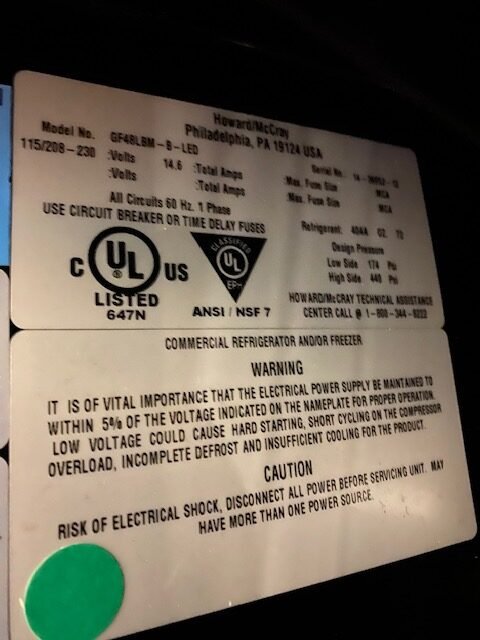 Howard/McCray
Philadelphia, PA 19124 USA
Model No. GF48LBM-B-LED
Serial No.
115/208-230 :Volts 14.6 :Total Amps :Max. Fuse Size MCA
:Volts :Total Amps :Max. Fuse Size MCA
All Circuits 60 Hz. 1 Phase
USE CIRCUIT BREAKER OR TIME DELAY FUSES
Refrigerant: 404A OZ. 72
Design Pressure
Low Side 174 Psi
High Side 440 Psi
C UL ® US
LISTED
647N
CLASSIFIED
UL
EPH
ANSI / NSF 7
HOWARD/McCRAY TECHNICAL ASSISTANCE
CENTER CALL @ 1-800-344-8222
COMMERCIAL REFRIGERATOR AND/OR FREEZER
WARNING
IT IS OF VITAL IMPORTANCE THAT THE ELECTRICAL POWER SUPPLY BE MAINTAINED TO
WITHIN 5% OF THE VOLTAGE INDICATED ON THE NAMEPLATE FOR PROPER OPERATION.
LOW VOLTAGE COULD CAUSE HARD STARTING, SHORT CYCLING ON THE COMPRESSOR
OVERLOAD, INCOMPLETE DEFROST AND INSUFFICIENT COOLING FOR THE PRODUCT.
CAUTION
RISK OF ELECTRICAL SHOCK, DISCONNECT ALL POWER BEFORE SERVICING UNIT. MAY
HAVE MORE THAN ONE POWER SOURCE.